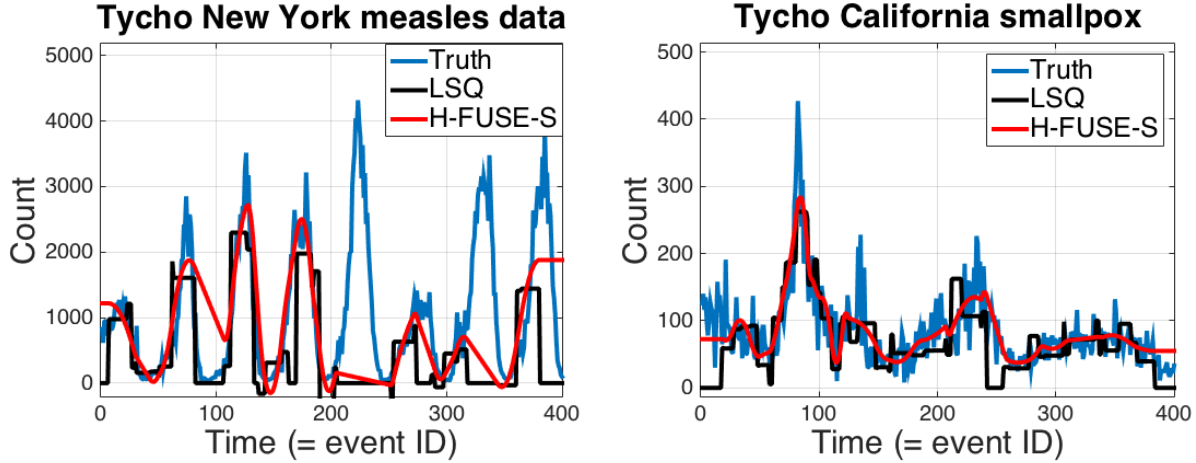 Tycho New York measles data
5000
4000
3000
2000
1000
0
Count
Truth
LSQ
H-FUSE-S
0 100 200 300 400
Time (= event ID)
Tycho California smallpox
500
400
300
200
100
0
Count
Truth
LSQ
H-FUSE-S
0 100 200 300 400
Time (= event ID)